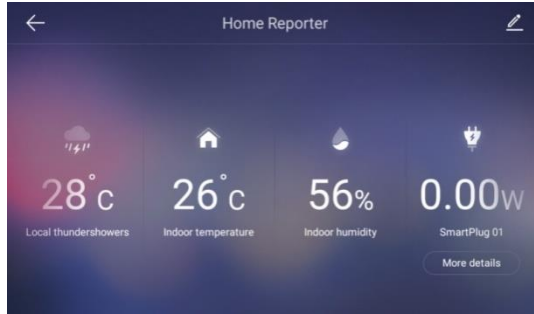 Home Reporter
28°C
Local thundershowers
26°C
Indoor temperature
56%
Indoor humidity
0.00W
SmartPlug 01
More details